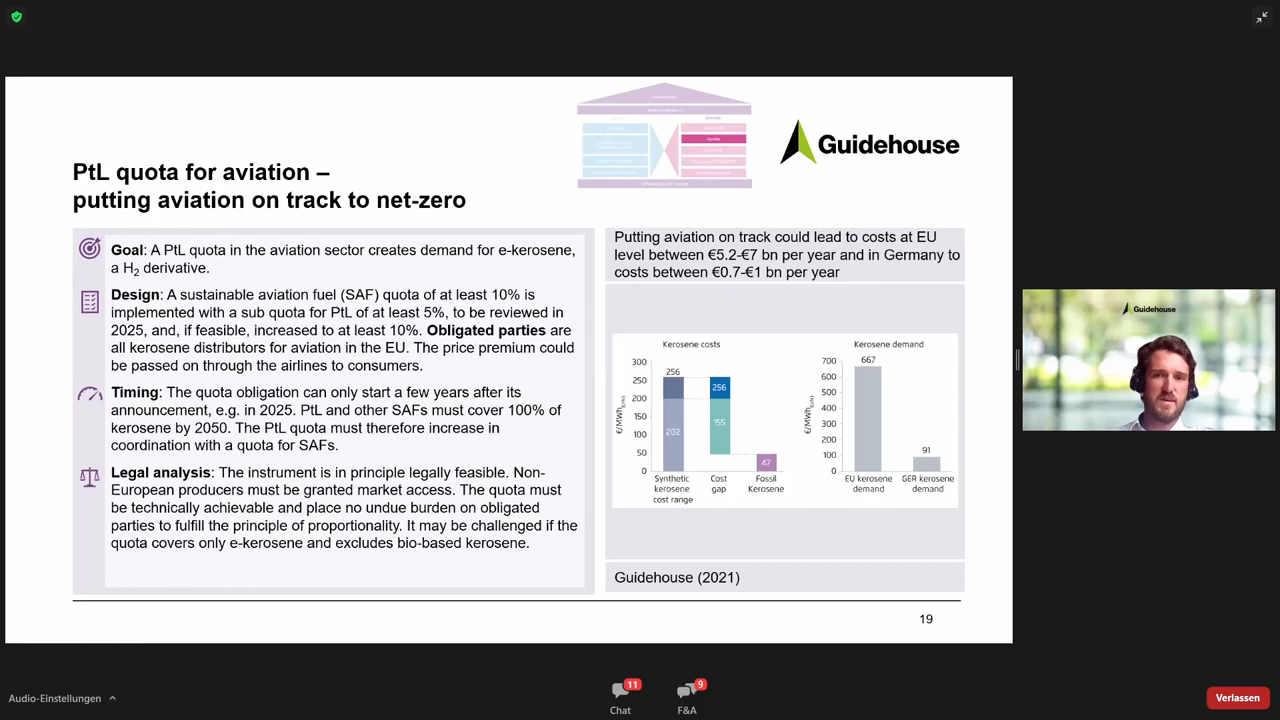 Guidehouse
PtL quota for aviation –
putting aviation on track to net-zero
Goal: A PtL quota in the aviation sector creates demand for e-kerosene,
a H2 derivative.
Design: A sustainable aviation fuel (SAF) quota of at least 10% is
implemented with a sub quota for PtL of at least 5%, to be reviewed in
2025, and, if feasible, increased to at least 10%. Obligated parties are
all kerosene distributors for aviation in the EU. The price premium could
be passed on through the airlines to consumers.
Timing: The quota obligation can only start a few years after its
announcement, e.g. in 2025. PtL and other SAFs must cover 100% of
kerosene by 2050. The PtL quota must therefore increase in
coordination with a quota for SAFs.
Legal analysis: The instrument is in principle legally feasible. Non-
European producers must be granted market access. The quota must
be technically achievable and place no undue burden on obligated
parties to fulfill the principle of proportionality. It may be challenged if the
quota covers only e-kerosene and excludes bio-based kerosene.
Putting aviation on track could lead to costs at EU
level between €5.2-€7 bn per year and in Germany to
costs between €0.7-€1 bn per year
Kerosene costs
€/MWh(LHV)
300
250
200
150
100
50
0
256
202
256
155
47
Synthetic
kerosene
cost range
Cost
gap
Fossil
Kerosene
Kerosene demand
€/MWh(LHV)
700
600
500
400
300
200
100
0
667
91
EU kerosene
demand
GER kerosene
demand
Guidehouse (2021)
19
Guidehouse
Audio-Einstellungen
11
Chat
9
F&A
Verlassen